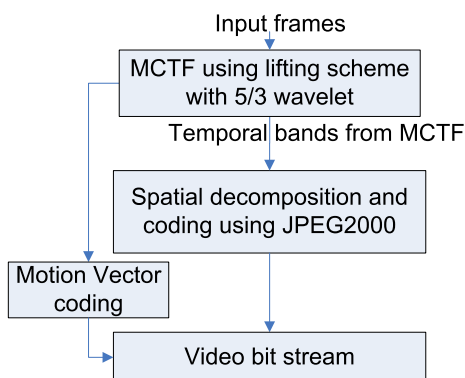 Input frames
MCTF using lifting scheme
with 5/3 wavelet
Temporal bands from MCTF
Spatial decomposition and
coding using JPEG2000
Motion Vector
coding
Video bit stream